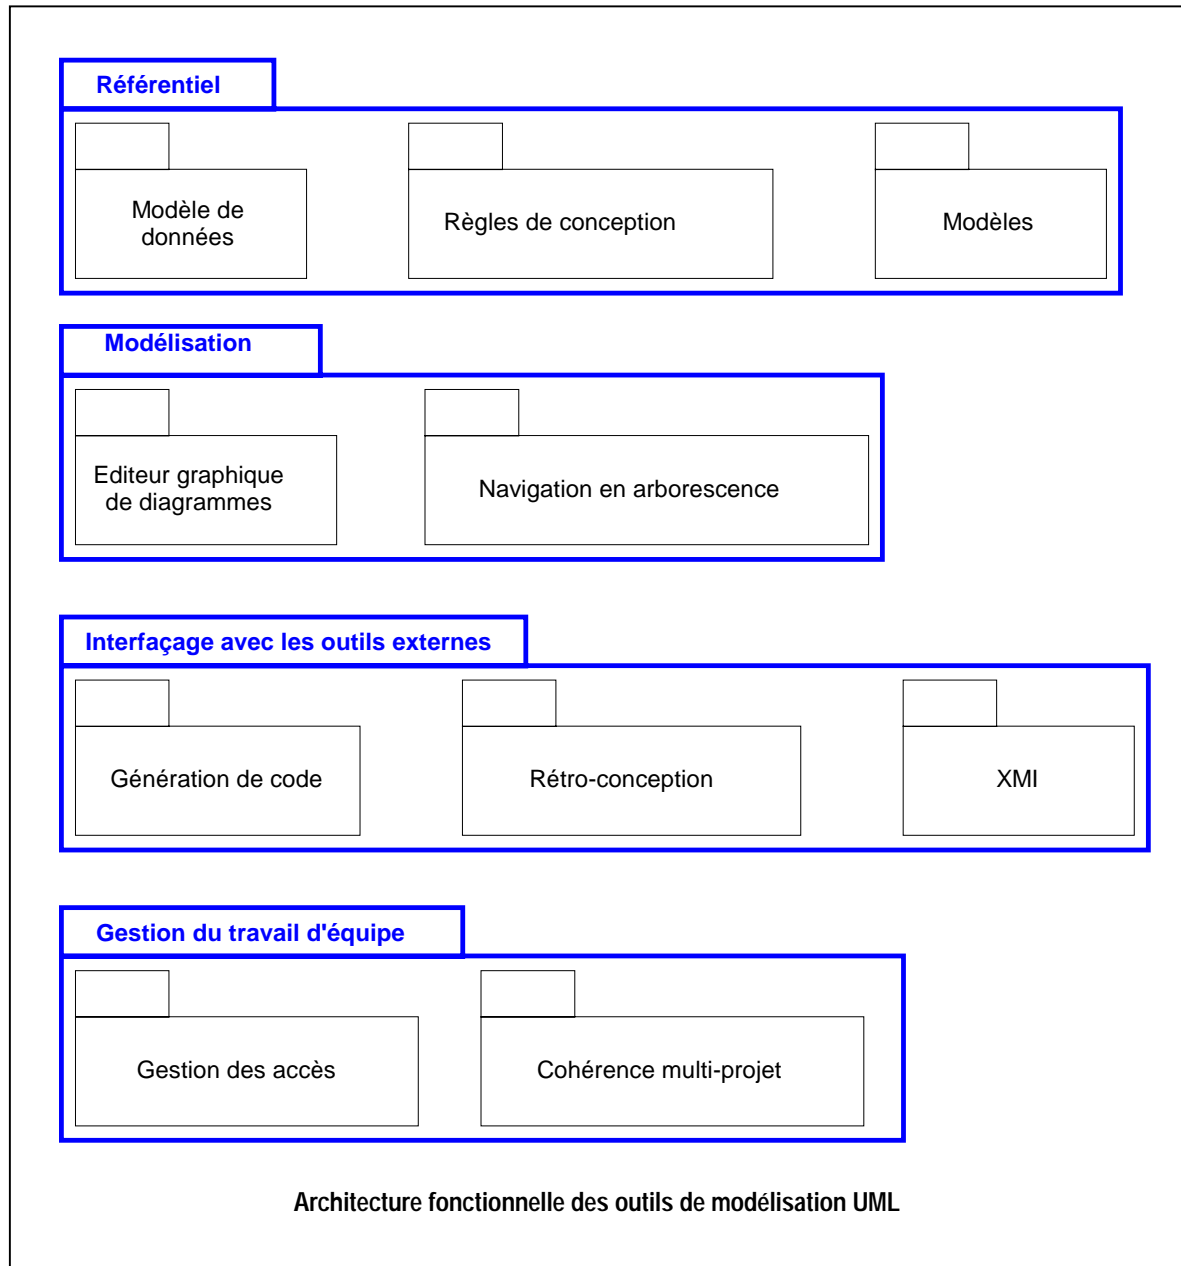 Référentiel
Modèle de
données
Règles de conception
Modèles
Modélisation
Editeur graphique
de diagrammes
Navigation en arborescence
Interfaçage avec les outils externes
Génération de code
Rétro-conception
XMI
Gestion du travail d'équipe
Gestion des accès
Cohérence multi-projet
Architecture fonctionnelle des outils de modélisation UML